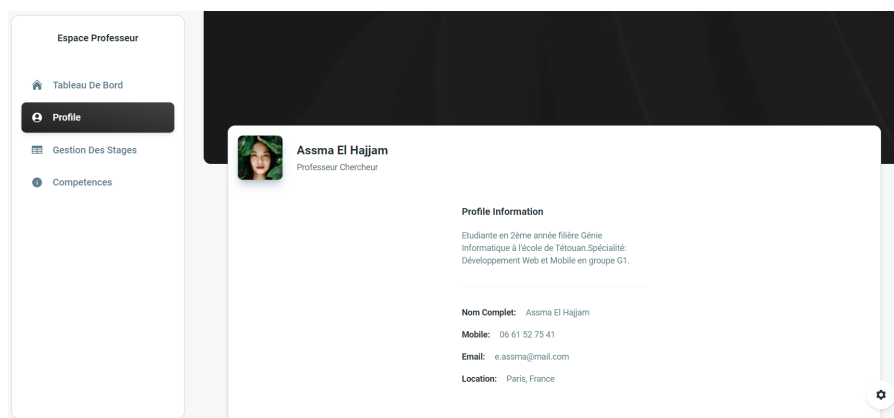 Espace Professeur
Tableau De Bord
Profile
Gestion Des Stages
Competences
Assma El Hajjam
Professeur Chercheur
Profile Information
Etudiante en 2ème année filière Génie
Informatique à l'école de Tétouan.Spécialité:
Développement Web et Mobile en groupe G1.
Nom Complet: Assma El Hajjam
Mobile: 06 61 52 75 41
Email: e.assma@mail.com
Location: Paris, France